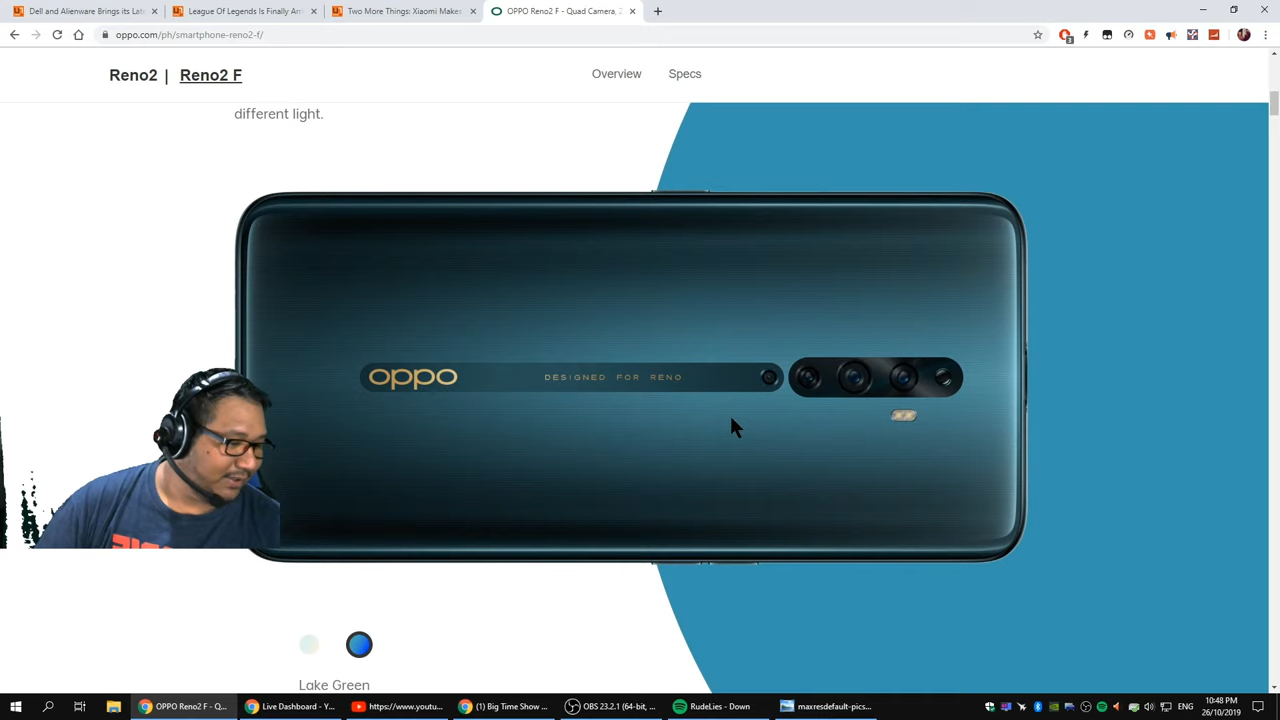 Dell and Alienware Brings its Late
League Of Legends Is Finally Arri
Two More Things: Xiaomi Makes
OPPO Reno2 F - Quad Camera, 2
oppo.com/ph/smartphone-reno2-f/
3
Reno2 | Reno2 F
Overview
Specs
different light.
oppo
DESIGNED FOR RENO
Lake Green
OPPO Reno2 F - Q...
Live Dashboard - Y...
https://www.youtu...
(1) Big Time Show ...
OBS 23.2.1 (64-bit, ...
RudeLies - Down
maxresdefault-pics...
ENG
10:48 PM
26/10/2019